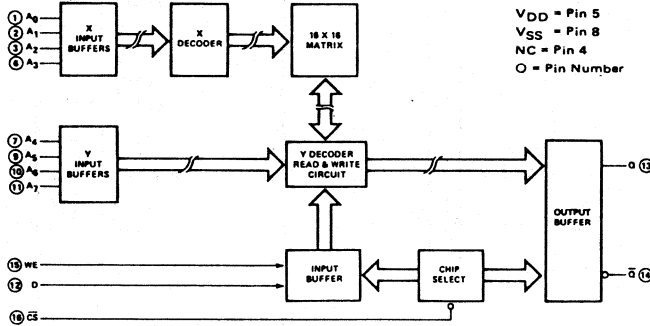 ① A₀
② A₁
③ A₂
⑥ A₃
X
INPUT
BUFFERS
X
DECODER
16 X 16
MATRIX
VDD = Pin 5
VSS = Pin 8
NC = Pin 4
O = Pin Number
⑦ A₄
⑨ A₅
⑩ A₆
⑪ A₇
Y
INPUT
BUFFERS
Y DECODER
READ & WRITE
CIRCUIT
OUTPUT
BUFFER
Q ⑬
Q̅ ⑭
⑮ WE
⑫ D
⑯ C̅S̅
INPUT
BUFFER
CHIP
SELECT